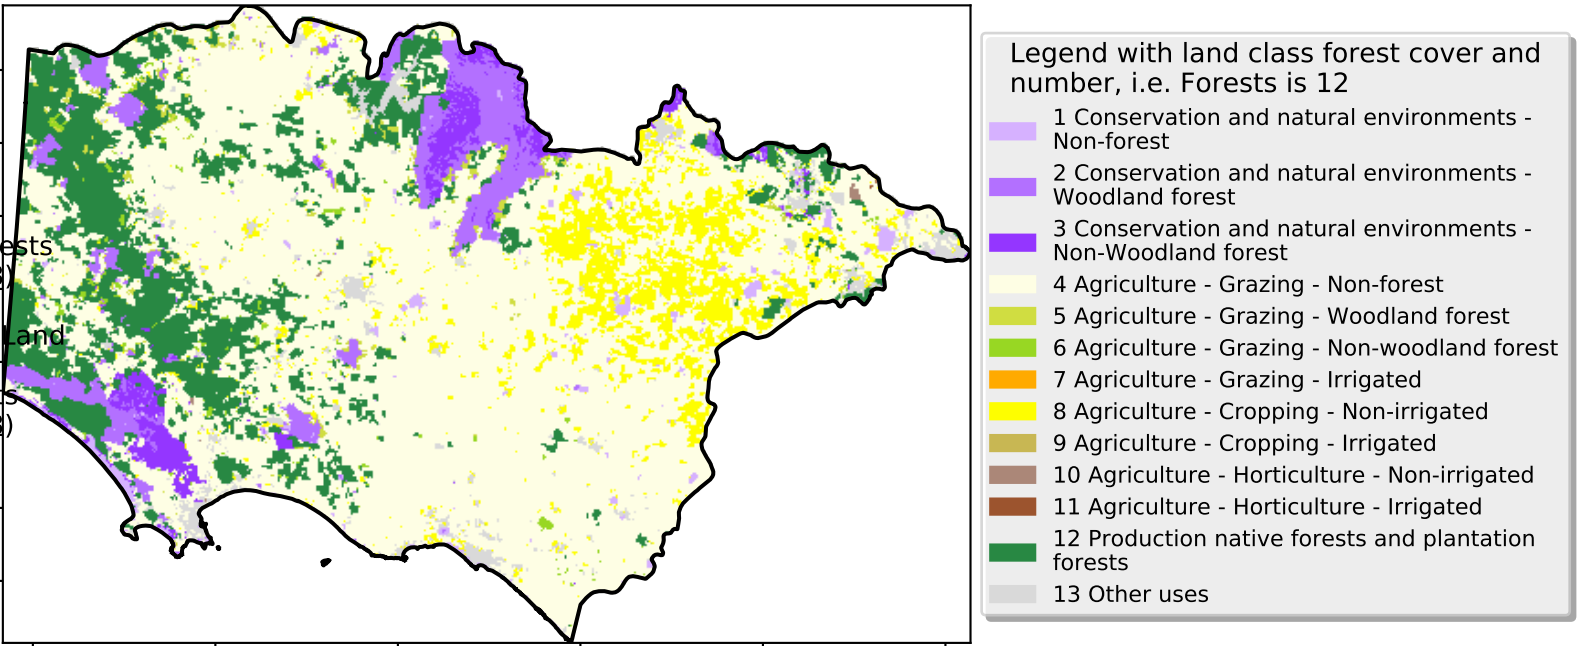 ests
)
Land
s
)
Legend with land class forest cover and
number, i.e. Forests is 12
1 Conservation and natural environments -
Non-forest
2 Conservation and natural environments -
Woodland forest
3 Conservation and natural environments -
Non-Woodland forest
4 Agriculture - Grazing - Non-forest
5 Agriculture - Grazing - Woodland forest
6 Agriculture - Grazing - Non-woodland forest
7 Agriculture - Grazing - Irrigated
8 Agriculture - Cropping - Non-irrigated
9 Agriculture - Cropping - Irrigated
10 Agriculture - Horticulture - Non-irrigated
11 Agriculture - Horticulture - Irrigated
12 Production native forests and plantation
forests
13 Other uses